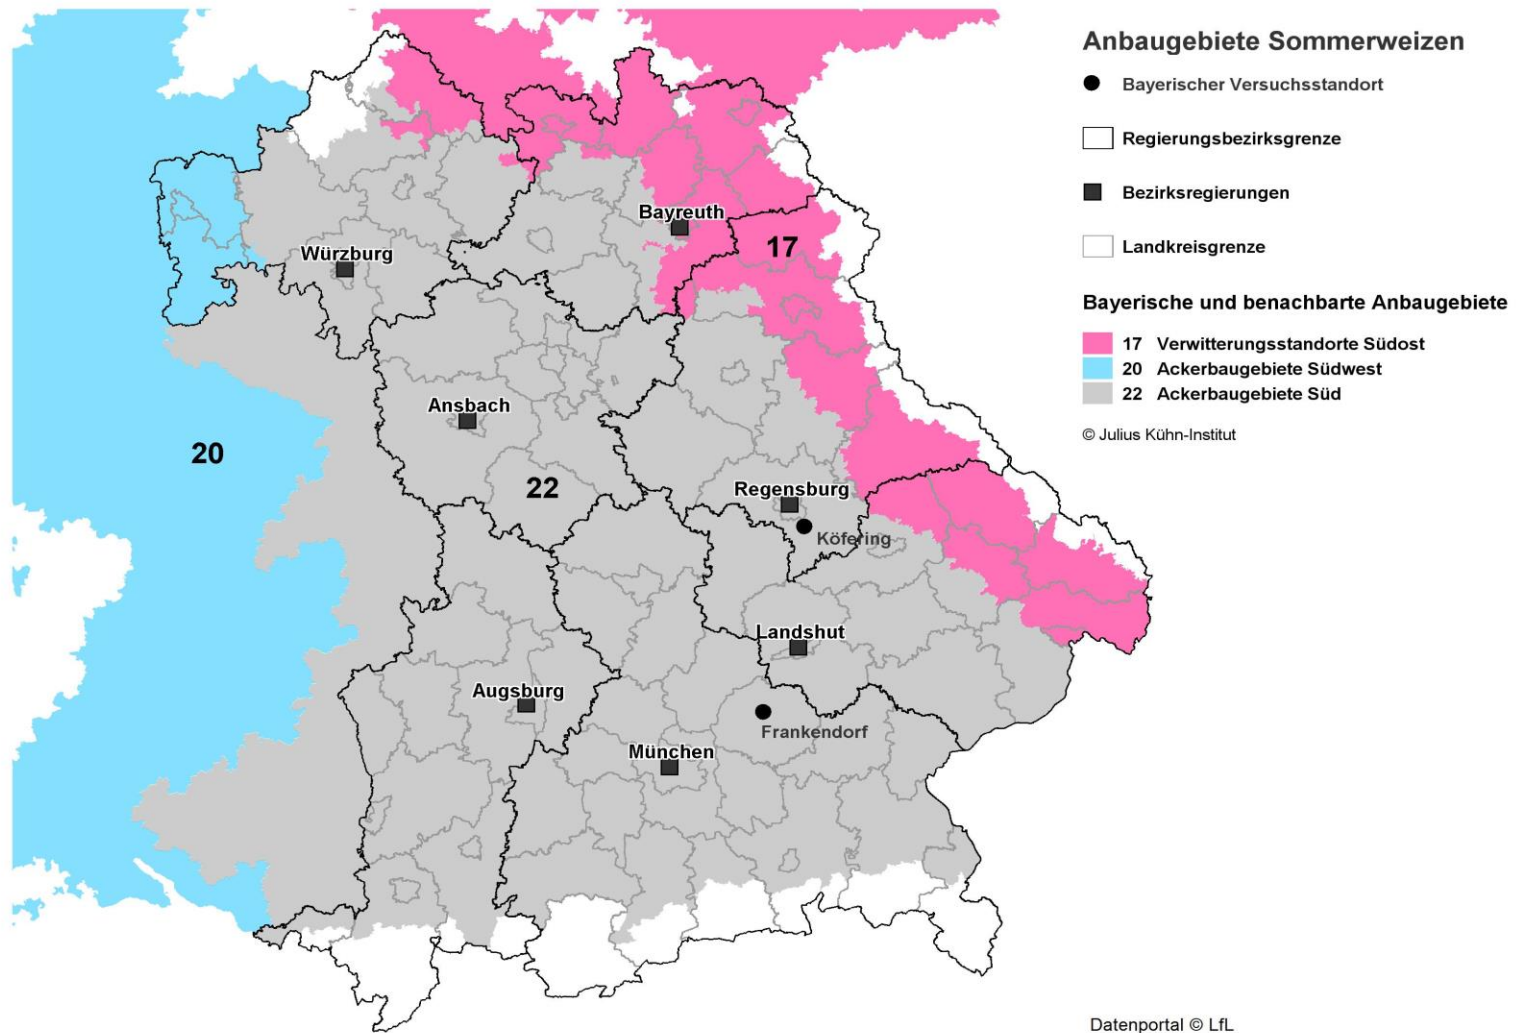 Anbaugebiete Sommerweizen
Bayerischer Versuchsstandort
Regierungsbezirksgrenze
Bezirksregierungen
Landkreisgrenze
Bayerische und benachbarte Anbaugebiete
17 Verwitterungsstandorte Südost
20 Ackerbaugebiete Südwest
22 Ackerbaugebiete Süd
© Julius Kühn-Institut
Bayreuth
17
Würzburg
Ansbach
20
22
Regensburg
Köfering
Landshut
Augsburg
Frankendorf
München
Datenportal © LfL